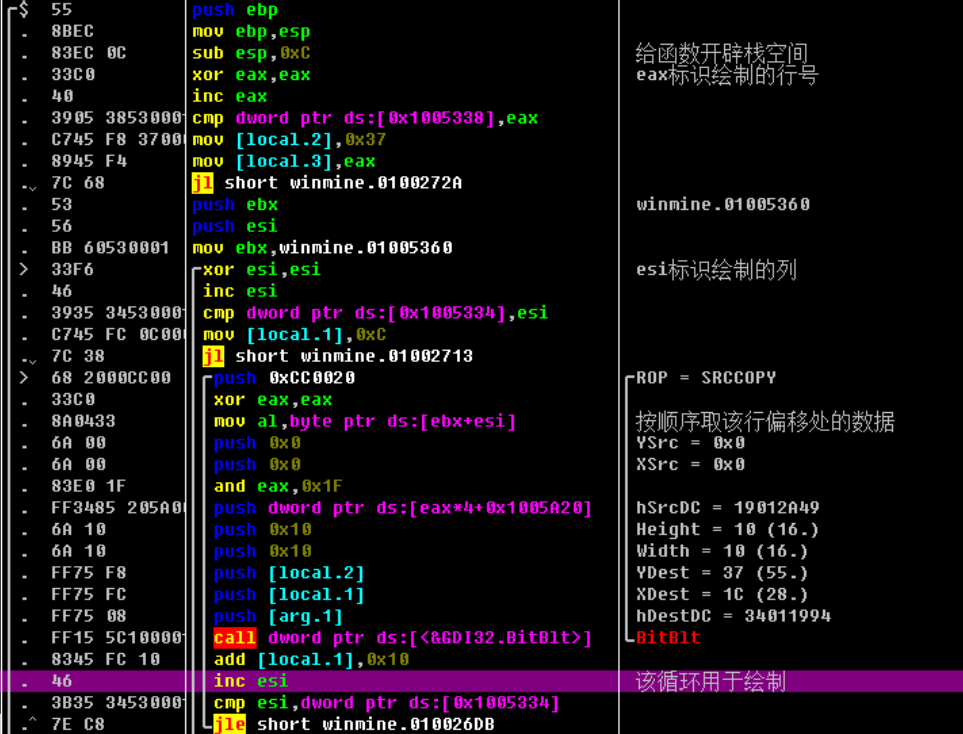 $ 55 push ebp
. 8BEC mov ebp,esp
. 83EC 0C sub esp,0xC 给函数开辟栈空间
. 33C0 xor eax,eax eax标识绘制的行号
. 40 inc eax
. 3905 3853000 cmp dword ptr ds:[0x1005338],eax
. C745 F8 3700 mov [local.2],0x37
. 8945 F4 mov [local.3],eax
. 7C 68 jl short winmine.0100272A
. 53 push ebx winmine.01005360
. 56 push esi
. BB 60530001 mov ebx,winmine.01005360
> 33F6 xor esi,esi esi标识绘制的列
. 46 inc esi
. 3935 3453000 cmp dword ptr ds:[0x1005334],esi
. C745 FC 0C00 mov [local.1],0xC
. 7C 38 jl short winmine.01002713
> 68 2000CC00 push 0xCC0020 ROP = SRCCOPY
. 33C0 xor eax,eax
. 8A0433 mov al,byte ptr ds:[ebx+esi] 按顺序取该行偏移处的数据
. 6A 00 push 0x0 YSrc = 0x0
. 6A 00 push 0x0 XSrc = 0x0
. 83E0 1F and eax,0x1F
. FF3485 205A0 push dword ptr ds:[eax*4+0x1005A20] hSrcDC = 19012A49
. 6A 10 push 0x10 Height = 10 (16.)
. 6A 10 push 0x10 Width = 10 (16.)
. FF75 F8 push [local.2] YDest = 37 (55.)
. FF75 FC push [local.1] XDest = 1C (28.)
. FF75 08 push [arg.1] hDestDC = 34011994
. FF15 5C10000 call dword ptr ds:[<&GDI32.BitBlt>] BitBlt
. 8345 FC 10 add [local.1],0x10
. 46 inc esi 该循环用于绘制
. 3B35 3453000 cmp esi,dword ptr ds:[0x1005334]
.^ 7E C8 jle short winmine.010026DB